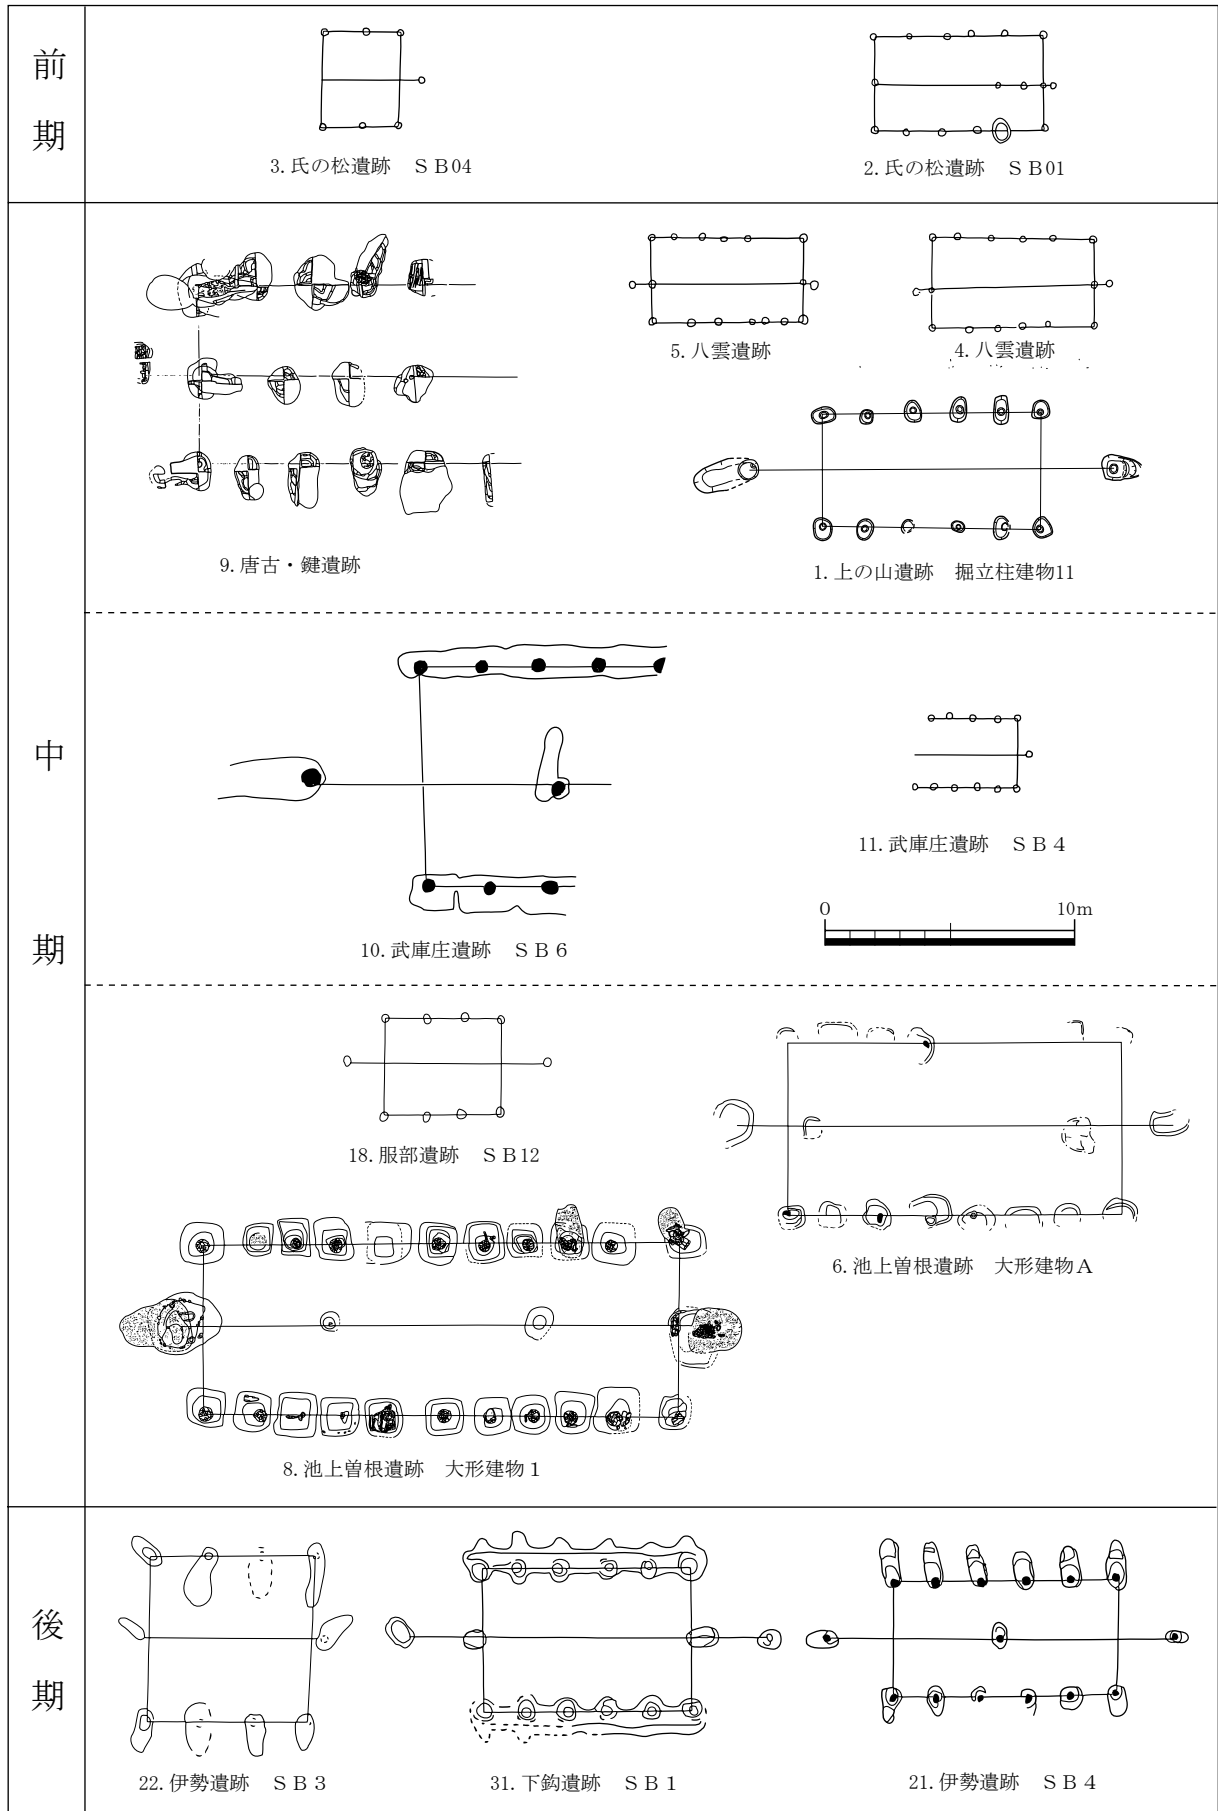 前期
3. 氏の松遺跡　ＳＢ04
2. 氏の松遺跡　ＳＢ01
中期
5. 八雲遺跡
4. 八雲遺跡
9. 唐古・鍵遺跡
1. 上の山遺跡　掘立柱建物11
11. 武庫庄遺跡　ＳＢ４
0　10m
10. 武庫庄遺跡　ＳＢ６
18. 服部遺跡　ＳＢ12
6. 池上曽根遺跡　大形建物Ａ
8. 池上曽根遺跡　大形建物１
後期
22. 伊勢遺跡　ＳＢ３
31. 下鈎遺跡　ＳＢ１
21. 伊勢遺跡　ＳＢ４